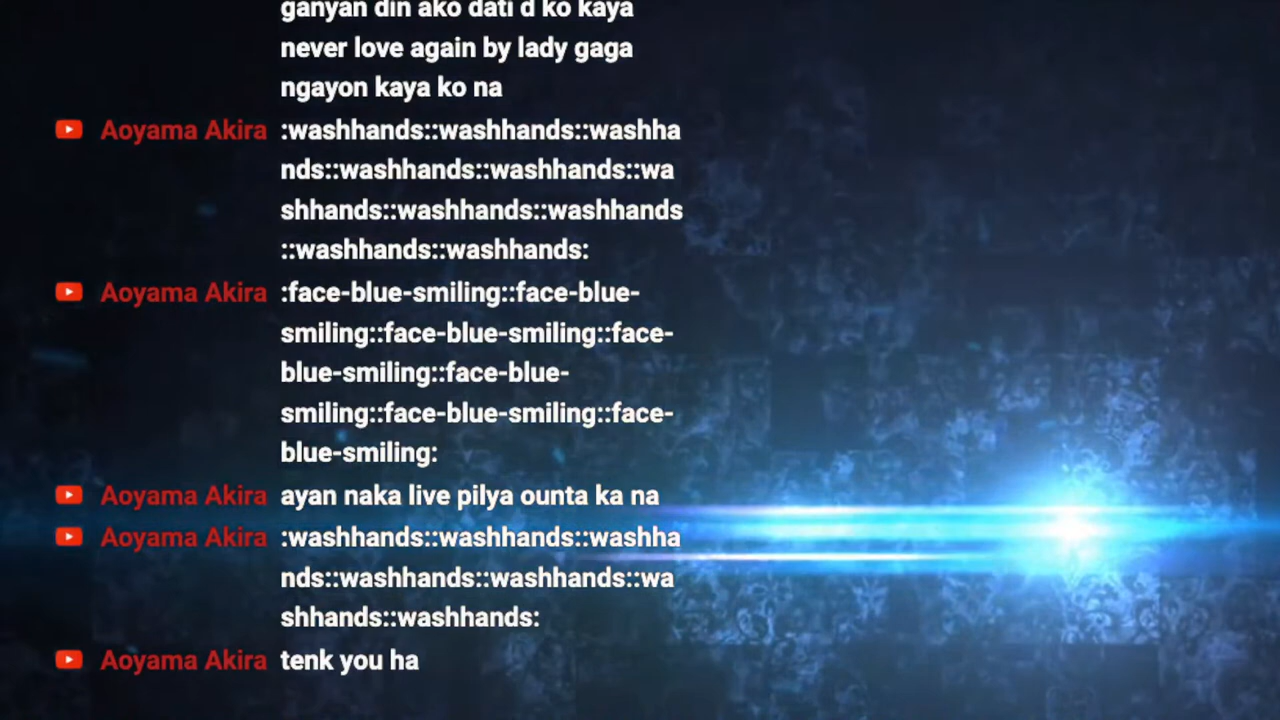 ganyan din ako dati d ko kaya
never love again by lady gaga
ngayon kaya ko na
Aoyama Akira :washhands::washhands::washha
nds::washhands::washhands::wa
shhands::washhands::washhands
::washhands::washhands:
Aoyama Akira :face-blue-smiling::face-blue-
smiling::face-blue-smiling::face-
blue-smiling::face-blue-
smiling::face-blue-smiling::face-
blue-smiling:
Aoyama Akira ayan naka live pilya ounta ka na
Aoyama Akira :washhands::washhands::washha
nds::washhands::washhands::wa
shhands::washhands:
Aoyama Akira tenk you ha